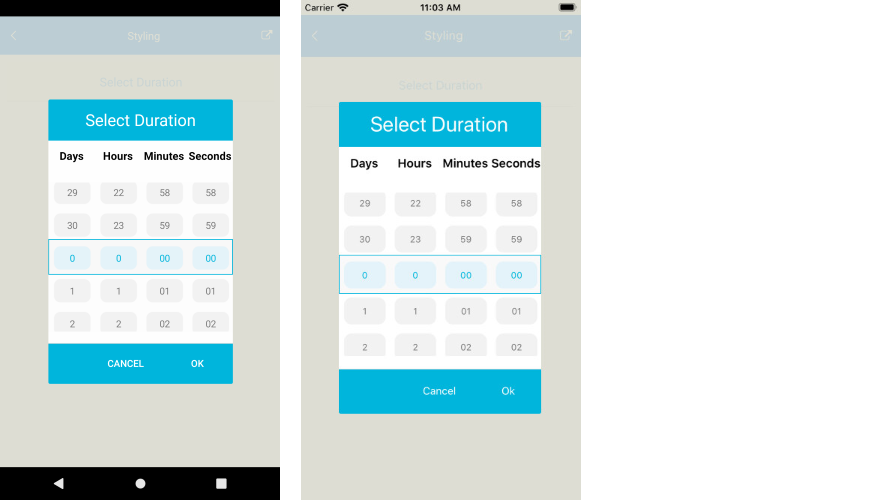 Styling
Select Duration
Select Duration
Days Hours Minutes Seconds
29 22 58 58
30 23 59 59
0 0 00 00
1 1 01 01
2 2 02 02
CANCEL OK
Carrier 11:03 AM
Styling
Select Duration
Select Duration
Days Hours Minutes Seconds
29 22 58 58
30 23 59 59
0 0 00 00
1 1 01 01
2 2 02 02
Cancel Ok